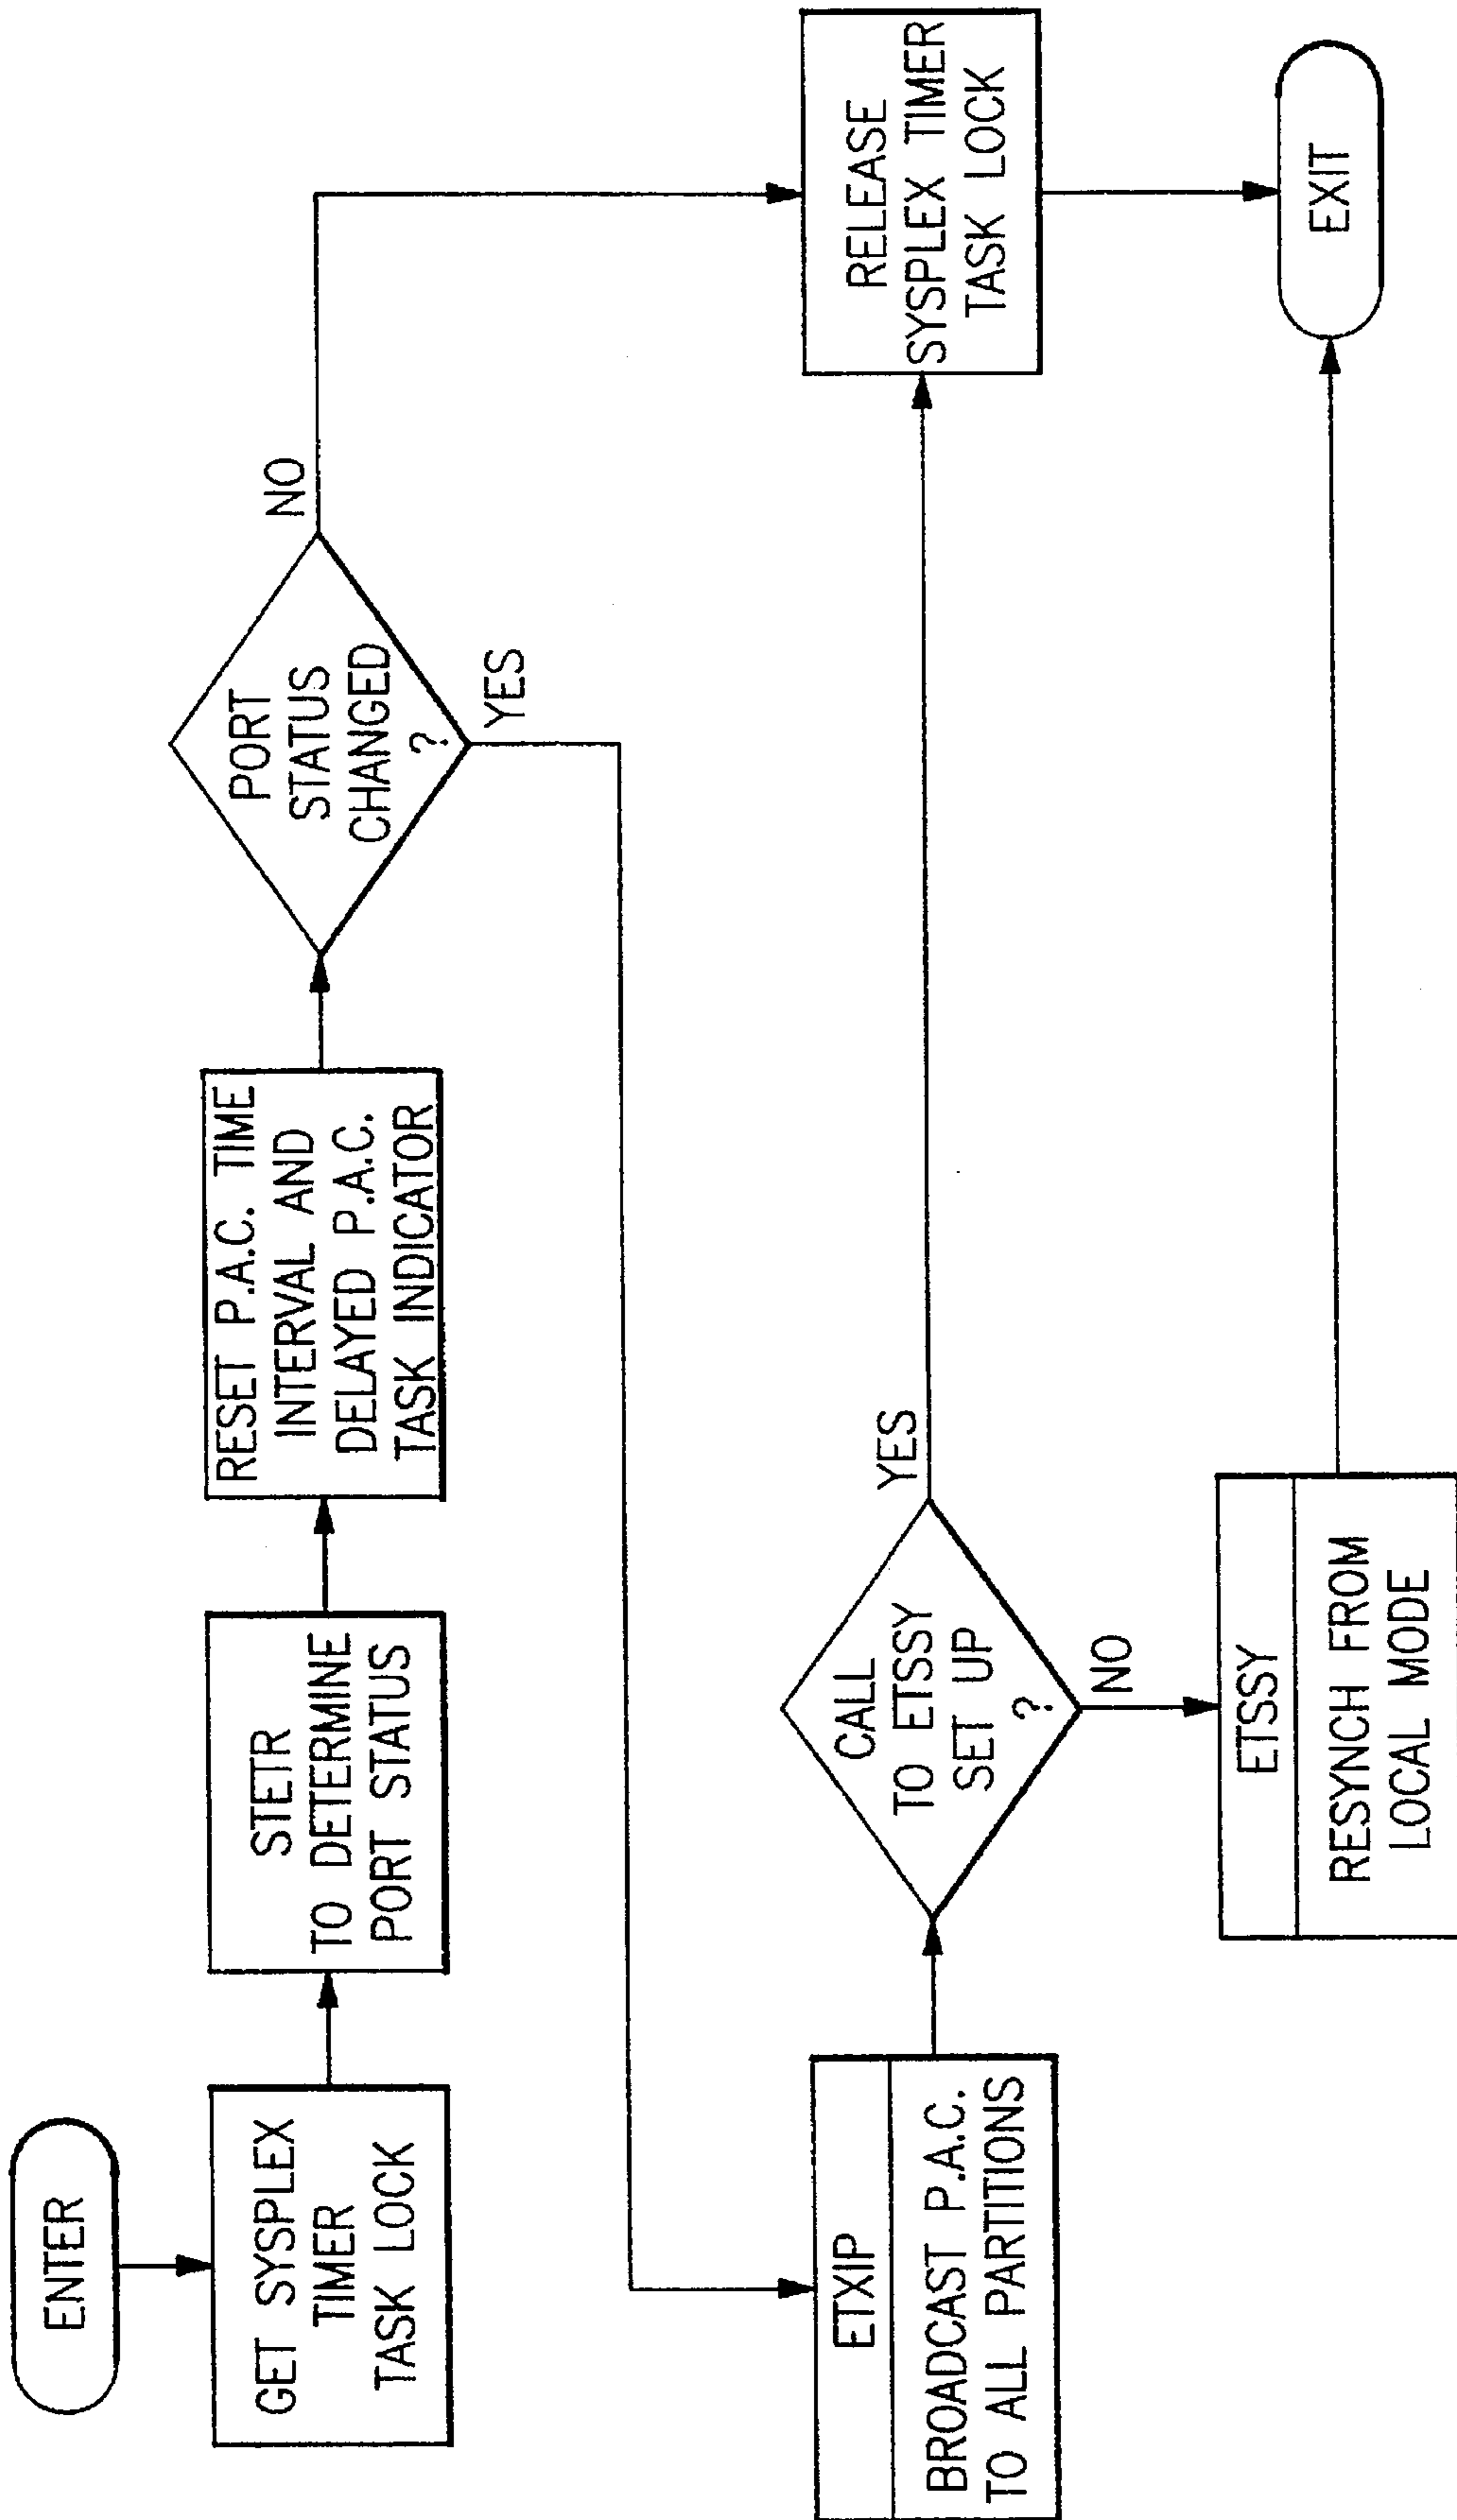 ENTER
GET SYSPLEX
TIMER
TASK LOCK
STETR
TO DETERMINE
PORT STATUS
RESET P.A.C. TIME
INTERVAL AND
DELAYED P.A.C.
TASK INDICATOR
PORT
STATUS
CHANGED
?
NO
YES
ETXIP
BROADCAST P.A.C.
TO ALL PARTITIONS
CALL
TO ETSSY
SET UP
?
YES
NO
RELEASE
SYSPLEX TIMER
TASK LOCK
ETSSY
RESYNCH FROM
LOCAL MODE
EXIT